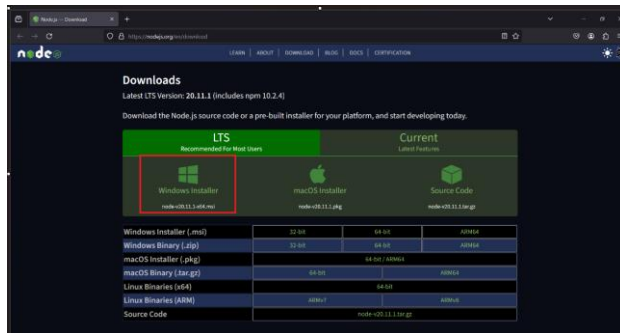 Node.js — Download
https://nodejs.org/en/download
node
LEARN | ABOUT | DOWNLOAD | BLOG | DOCS | CERTIFICATION
Downloads
Latest LTS Version: 20.11.1 (includes npm 10.2.4)
Download the Node.js source code or a pre-built installer for your platform, and start developing today.
LTS
Recommended For Most Users
Current
Latest Features
Windows Installer
node-v20.11.1-x64.msi
macOS Installer
node-v20.11.1.pkg
Source Code
node-v20.11.1.tar.gz
Windows Installer (.msi) 32-bit 64-bit ARM64
Windows Binary (.zip) 32-bit 64-bit ARM64
macOS Installer (.pkg) 64-bit / ARM64
macOS Binary (.tar.gz) 64-bit ARM64
Linux Binaries (x64) 64-bit
Linux Binaries (ARM) ARMv7 ARMv8
Source Code node-v20.11.1.tar.gz